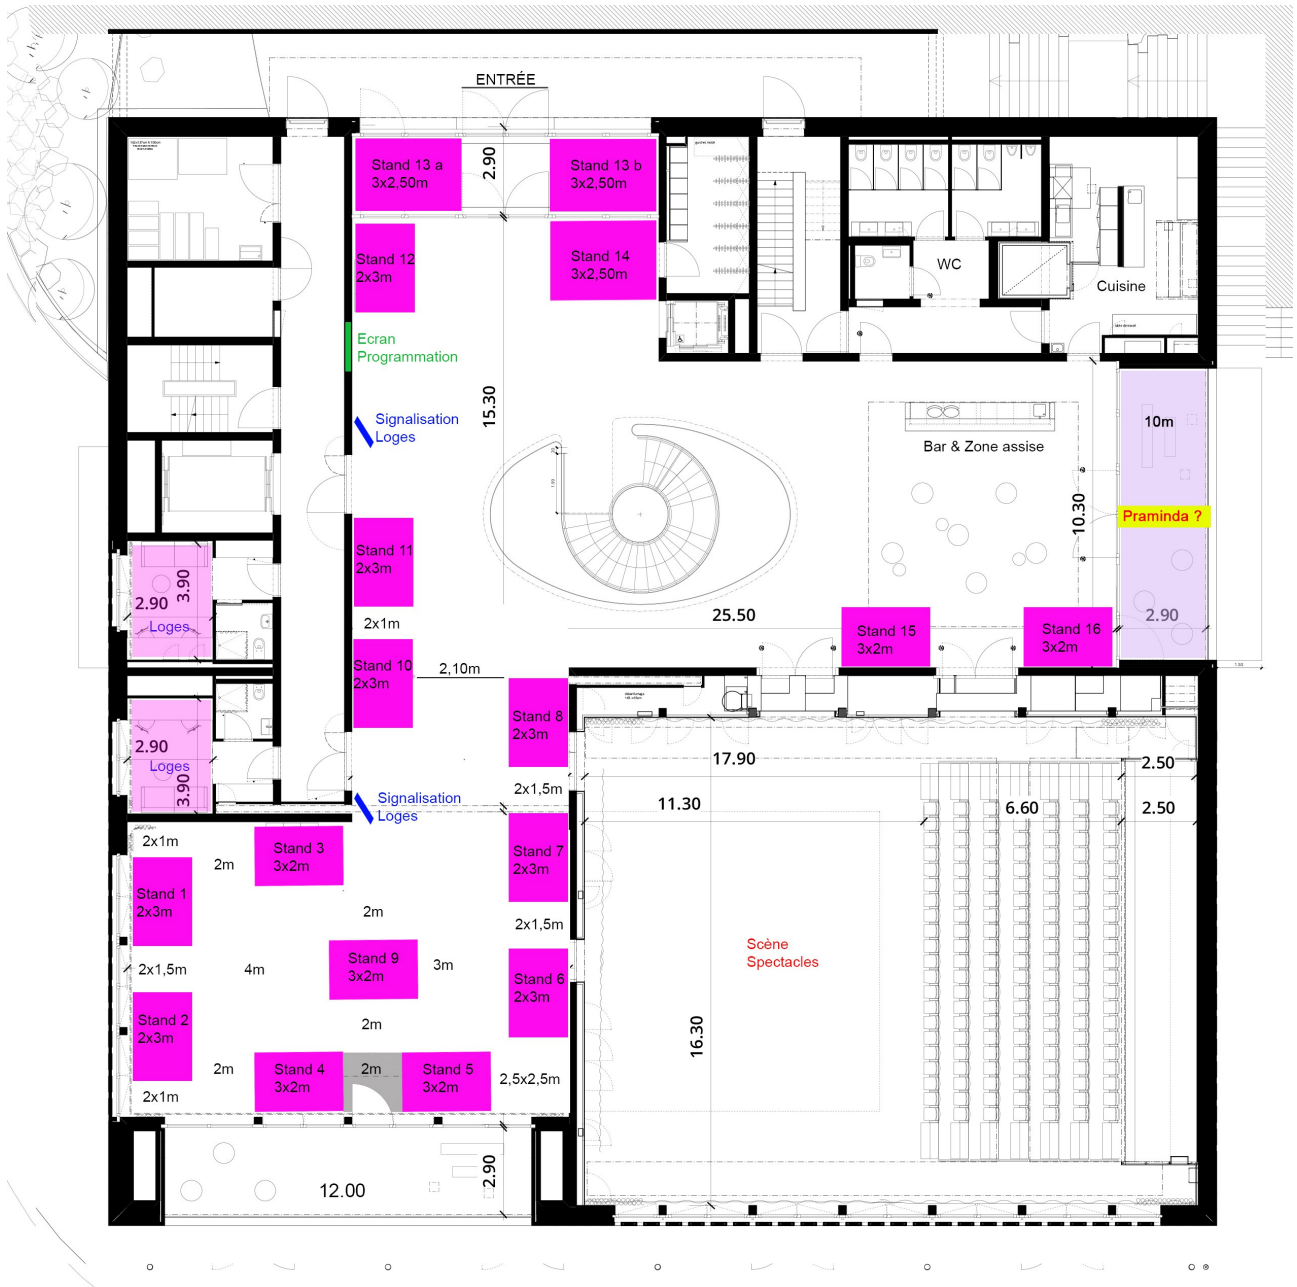 ENTRÉE
Stand 13 a
3x2,50m
2.90
Stand 13 b
3x2,50m
Stand 12
2x3m
Stand 14
3x2,50m
WC
Cuisine
Ecran
Programmation
15.30
Signalisation
Loges
10m
Bar & Zone assise
10.30
Praminda ?
Stand 11
2x3m
3.90
2.90
Loges
2x1m
25.50
Stand 15
3x2m
Stand 16
3x2m
2.90
Stand 10
2x3m
2,10m
Stand 8
2x3m
2.90
Loges
3.90
17.90
2.50
2x1,5m
Signalisation
Loges
11.30
6.60
2.50
2x1m
2m
Stand 3
3x2m
Stand 7
2x3m
Stand 1
2x3m
2m
2x1,5m
Scène
Spectacles
2x1,5m
4m
Stand 9
3x2m
3m
Stand 6
2x3m
Stand 2
2x3m
2m
16.30
2m
Stand 4
3x2m
2m
Stand 5
3x2m
2,5x2,5m
2x1m
12.00
2.90